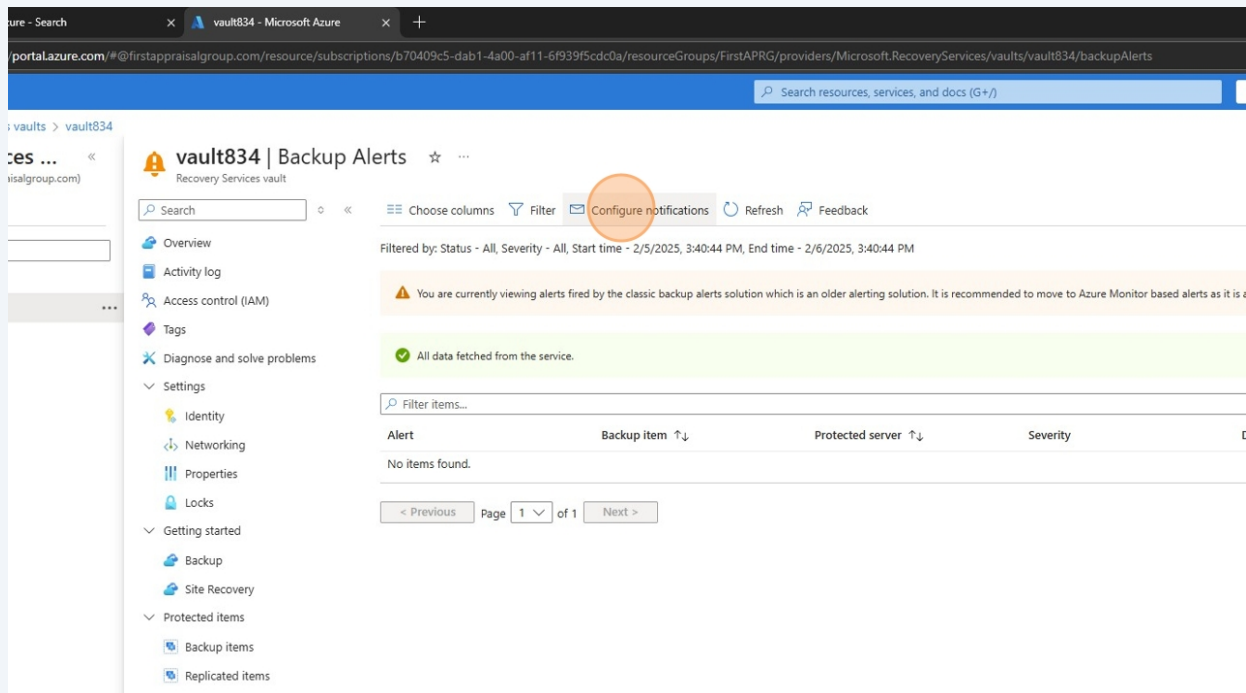 ure - Search
vault834 - Microsoft Azure
/portal.azure.com/#@firstappraisalgroup.com/resource/subscriptions/b70409c5-dab1-4a00-af11-6f939f5cdc0a/resourceGroups/FirstAPRG/providers/Microsoft.RecoveryServices/vaults/vault834/backupAlerts
Search resources, services, and docs (G+/)
s vaults > vault834
ces ... «
aisalgroup.com)
vault834 | Backup Alerts ☆ ...
Recovery Services vault
Search
Choose columns Filter Configure notifications Refresh Feedback
Overview
Filtered by: Status - All, Severity - All, Start time - 2/5/2025, 3:40:44 PM, End time - 2/6/2025, 3:40:44 PM
Activity log
You are currently viewing alerts fired by the classic backup alerts solution which is an older alerting solution. It is recommended to move to Azure Monitor based alerts as it is a
Access control (IAM)
Tags
Diagnose and solve problems
All data fetched from the service.
Settings
Identity
Filter items...
Networking
Alert Backup item ↑↓ Protected server ↑↓ Severity D
No items found.
Properties
Locks
< Previous Page 1 of 1 Next >
Getting started
Backup
Site Recovery
Protected items
Backup items
Replicated items